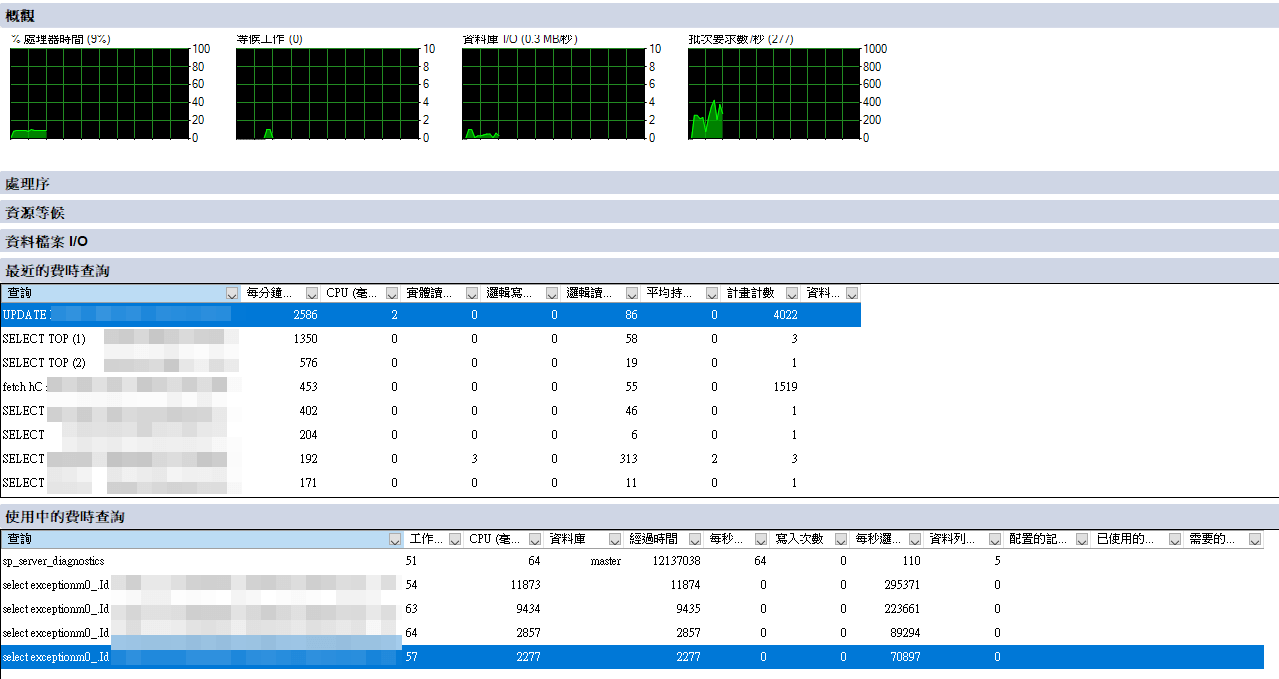 概觀
% 處理器時間 (9%)
100
80
60
40
20
0
等候工作 (0)
10
8
6
4
2
0
資料庫 I/O (0.3 MB/秒)
10
8
6
4
2
0
批次要求數/秒 (277)
1000
800
600
400
200
0
處理序
資源等候
資料檔案 I/O
最近的費時查詢
查詢 每分鐘... CPU (毫... 實體讀... 邏輯寫... 邏輯讀... 平均持... 計畫計數 資料...
UPDATE 2586 2 0 0 86 0 4022
SELECT TOP (1) 1350 0 0 0 58 0 3
SELECT TOP (2) 576 0 0 0 19 0 1
fetch hC 453 0 0 0 55 0 1519
SELECT 402 0 0 0 46 0 1
SELECT 204 0 0 0 6 0 1
SELECT 192 0 3 0 313 2 3
SELECT 171 0 0 0 11 0 1
使用中的費時查詢
查詢 工作... CPU (毫... 資料庫 經過時間 每秒... 寫入次數 每秒邏... 資料列... 配置的記... 已使用的... 需要的...
sp_server_diagnostics 51 64 master 12137038 64 0 110 5
select exceptionm0_.Id 54 11873 11874 0 0 295371 0
select exceptionm0_.Id 63 9434 9435 0 0 223661 0
select exceptionm0_.Id 64 2857 2857 0 0 89294 0
select exceptionm0_.Id 57 2277 2277 0 0 70897 0